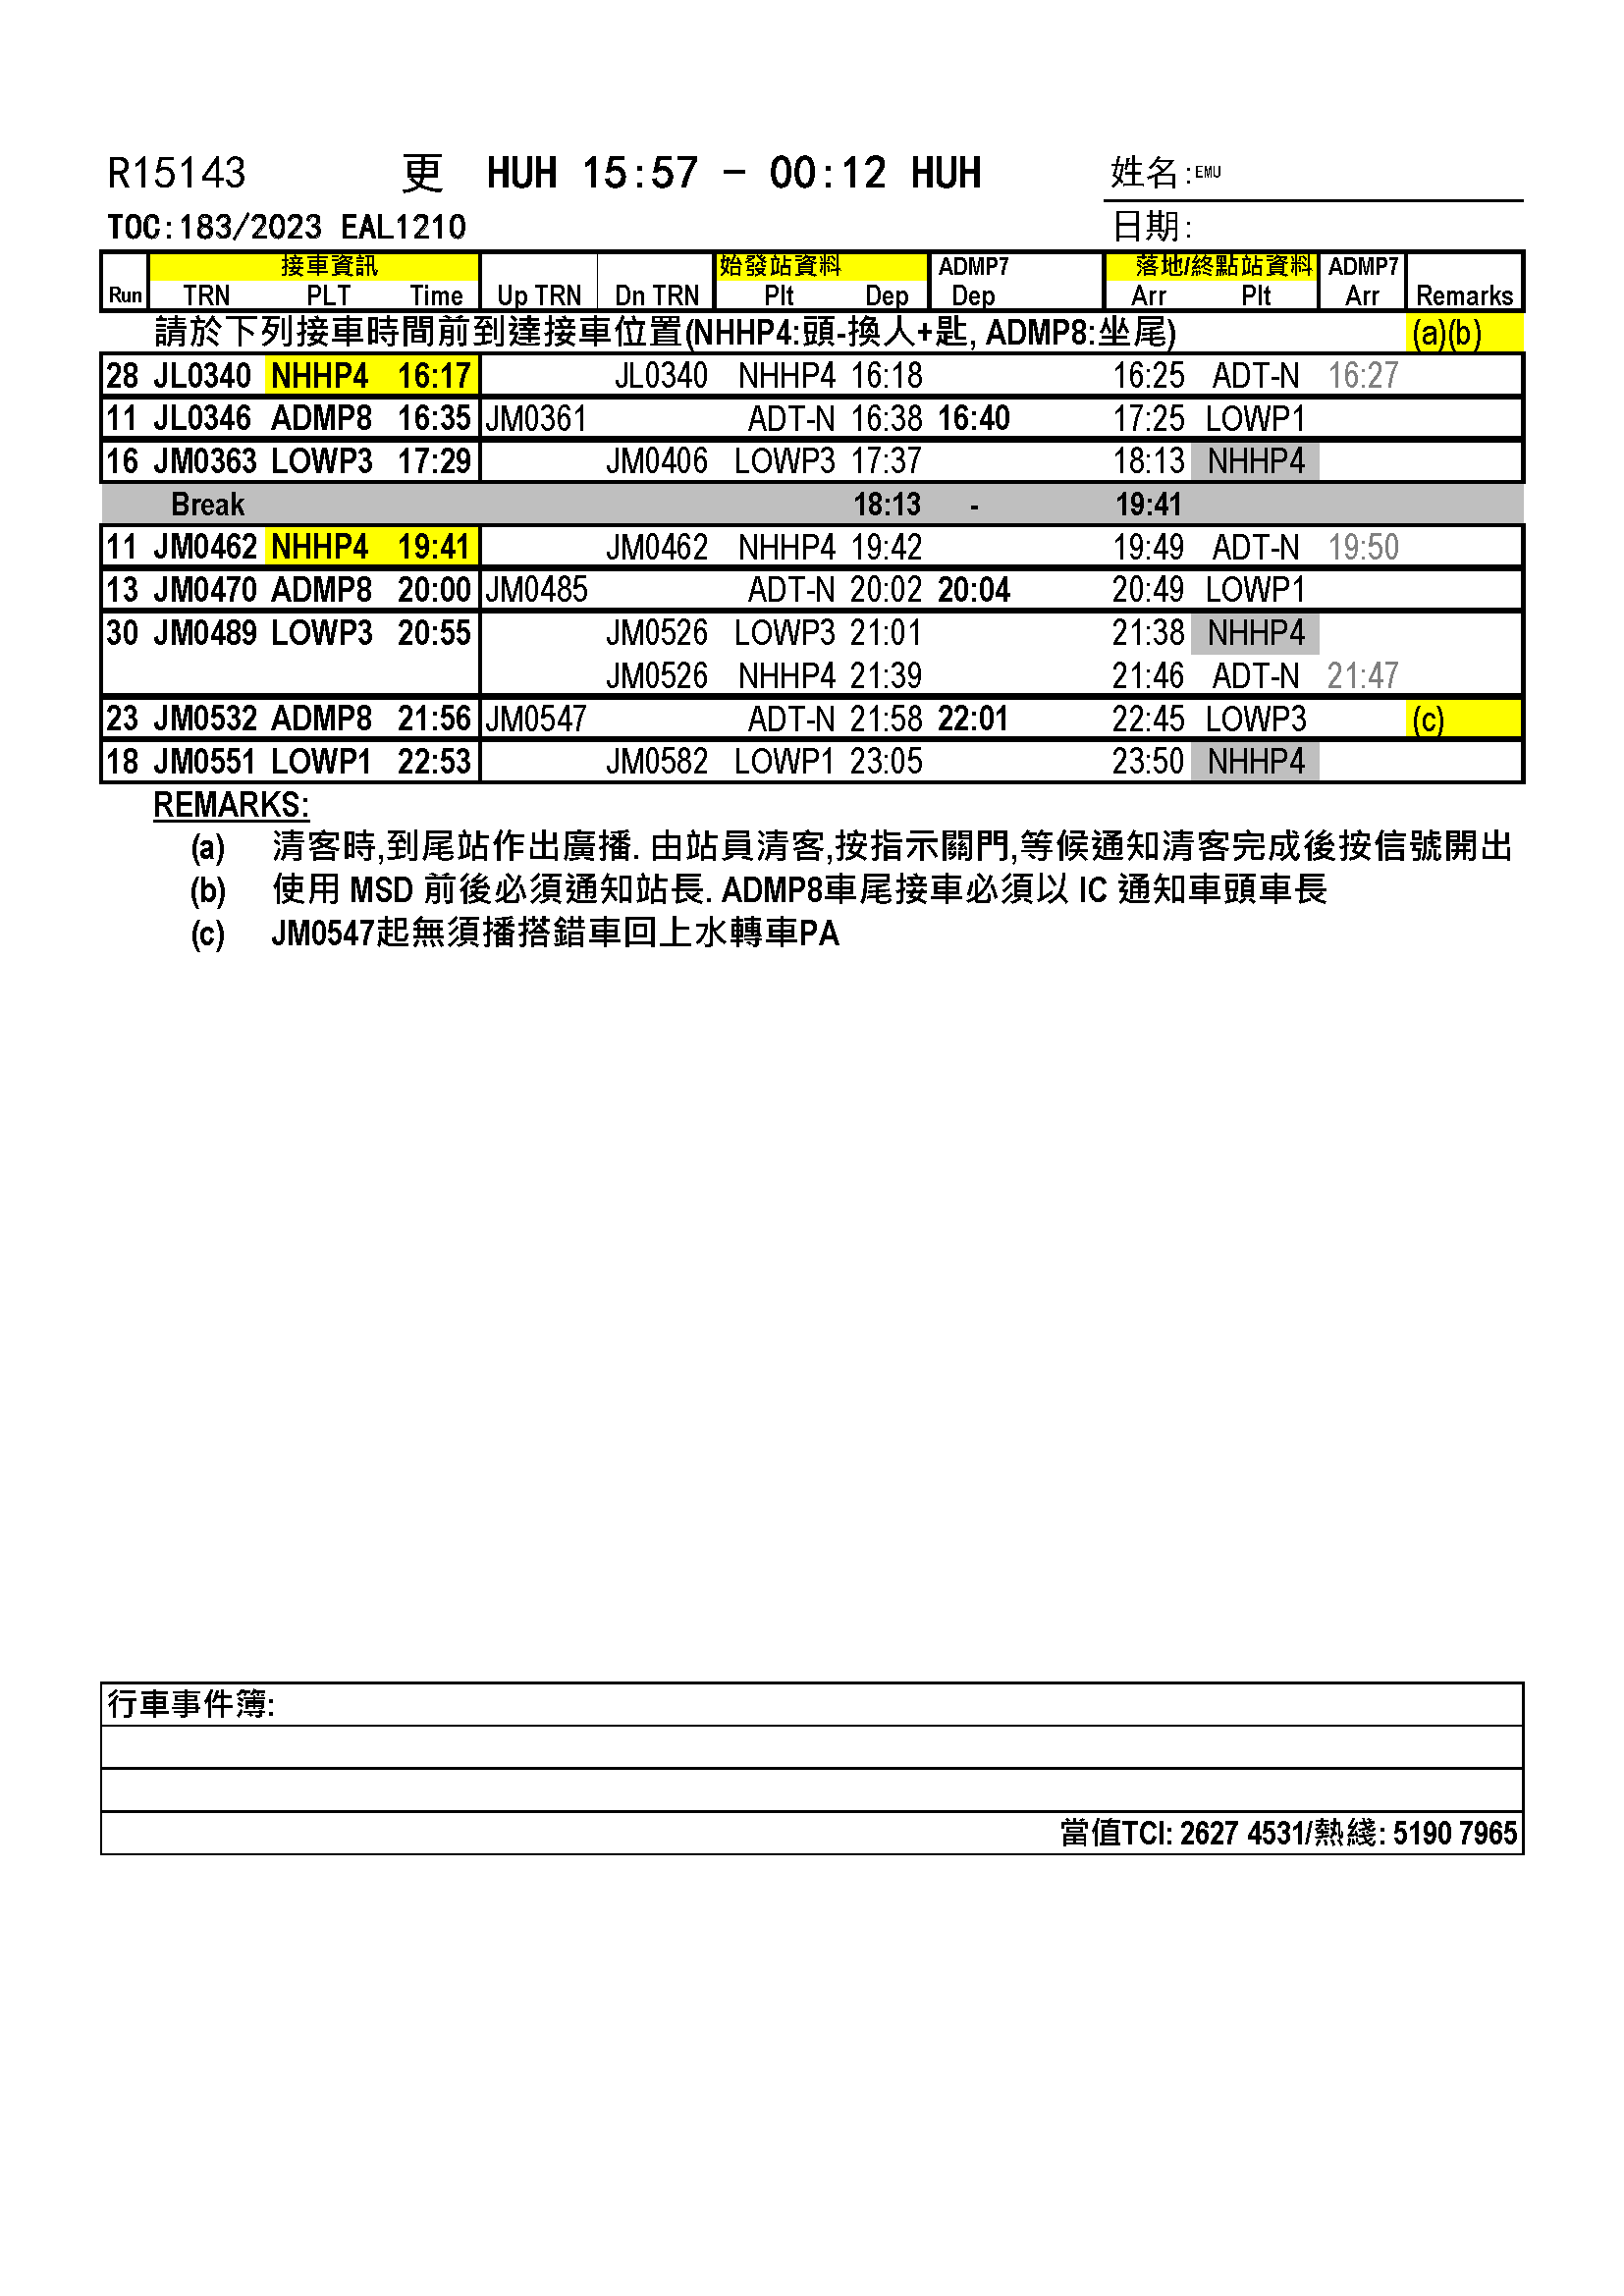 R15143 更 HUH 15:57 - 00:12 HUH 姓名:EMU
TOC:183/2023 EAL1210 日期:
接車資訊 始發站資料 ADMP7 落地/終點站資料 ADMP7
Run TRN PLT Time Up TRN Dn TRN Plt Dep Dep Arr Plt Arr Remarks
請於下列接車時間前到達接車位置(NHHP4:頭-換人+匙, ADMP8:坐尾) (a)(b)
28 JL0340 NHHP4 16:17 JL0340 NHHP4 16:18 16:25 ADT-N 16:27
11 JL0346 ADMP8 16:35 JM0361 ADT-N 16:38 16:40 17:25 LOWP1
16 JM0363 LOWP3 17:29 JM0406 LOWP3 17:37 18:13 NHHP4
Break 18:13 - 19:41
11 JM0462 NHHP4 19:41 JM0462 NHHP4 19:42 19:49 ADT-N 19:50
13 JM0470 ADMP8 20:00 JM0485 ADT-N 20:02 20:04 20:49 LOWP1
30 JM0489 LOWP3 20:55 JM0526 LOWP3 21:01 21:38 NHHP4
JM0526 NHHP4 21:39 21:46 ADT-N 21:47
23 JM0532 ADMP8 21:56 JM0547 ADT-N 21:58 22:01 22:45 LOWP3 (c)
18 JM0551 LOWP1 22:53 JM0582 LOWP1 23:05 23:50 NHHP4
REMARKS:
(a) 清客時,到尾站作出廣播. 由站員清客,按指示關門,等候通知清客完成後按信號開出
(b) 使用 MSD 前後必須通知站長. ADMP8車尾接車必須以 IC 通知車頭車長
(c) JM0547起無須播搭錯車回上水轉車PA
行車事件簿:
當值TCI: 2627 4531/熱綫: 5190 7965